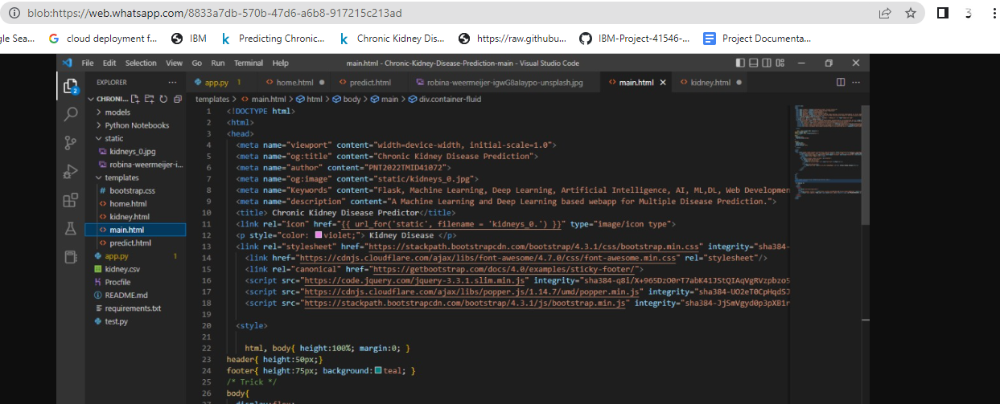 blob:https://web.whatsapp.com/8833a7db-570b-47d6-a6b8-917215c213ad
gle Sea... cloud deployment f... IBM Predicting Chronic... Chronic Kidney Dis... https://raw.githubu... IBM-Project-41546-... Project Documenta...
File Edit Selection View Go Run Terminal Help main.html - Chronic-Kidney-Disease-Prediction-main - Visual Studio Code
EXPLORER ... app.py 1 home.html predict.html robina-weermeijer-igwG8aIaypo-unsplash.jpg main.html kidney.html
2
CHRONI... templates > main.html > html > body > main > div.container-fluid
models
Python Notebooks
static
kidneys_0.jpg
robina-weermeijer-i...
templates
bootstrap.css
home.html
kidney.html
main.html
predict.html
app.py 1
kidney.csv
Procfile
README.md
requirements.txt
test.py
1 <!DOCTYPE html>
2 <html>
3 <head>
4 <meta name="viewport" content="width=device-width, initial-scale=1.0">
5 <meta name="og:title" content="Chronic Kidney Disease Prediction">
6 <meta name="author" content="PNT2022TMID41072">
7 <meta name="og:image" content="static/kidneys_0.jpg">
8 <meta name="Keywords" content="Flask, Machine Learning, Deep Learning, Artificial Intelligence, AI, ML,DL, Web Developmen
9 <meta name="description" content="A Machine Learning and Deep Learning based webapp for Multiple Disease Prediction.">
10 <title> Chronic Kidney Disease Predictor</title>
11 <link rel="icon" href="{{ url_for('static', filename = 'kidneys_0.') }}" type="image/icon type">
12 <p style="color: violet;"> Kidney Disease </p>
13 <link rel="stylesheet" href="https://stackpath.bootstrapcdn.com/bootstrap/4.3.1/css/bootstrap.min.css" integrity="sha384-
14 <link href="https://cdnjs.cloudflare.com/ajax/libs/font-awesome/4.7.0/css/font-awesome.min.css" rel="stylesheet"/>
15 <link rel="canonical" href="https://getbootstrap.com/docs/4.0/examples/sticky-footer/">
16 <script src="https://code.jquery.com/jquery-3.3.1.slim.min.js" integrity="sha384-q8i/X+965DzO0rT7abK41JStQIAqVgRVzpbzo5
17 <script src="https://cdnjs.cloudflare.com/ajax/libs/popper.js/1.14.7/umd/popper.min.js" integrity="sha384-UO2eT0CpHqdSJ
18 <script src="https://stackpath.bootstrapcdn.com/bootstrap/4.3.1/js/bootstrap.min.js" integrity="sha384-JjSmVgyd0p3pXB1r
19
20 <style>
21
22 html, body{ height:100%; margin:0; }
23 header{ height:50px;}
24 footer{ height:75px; background: teal; }
25 /* Trick */
26 body{